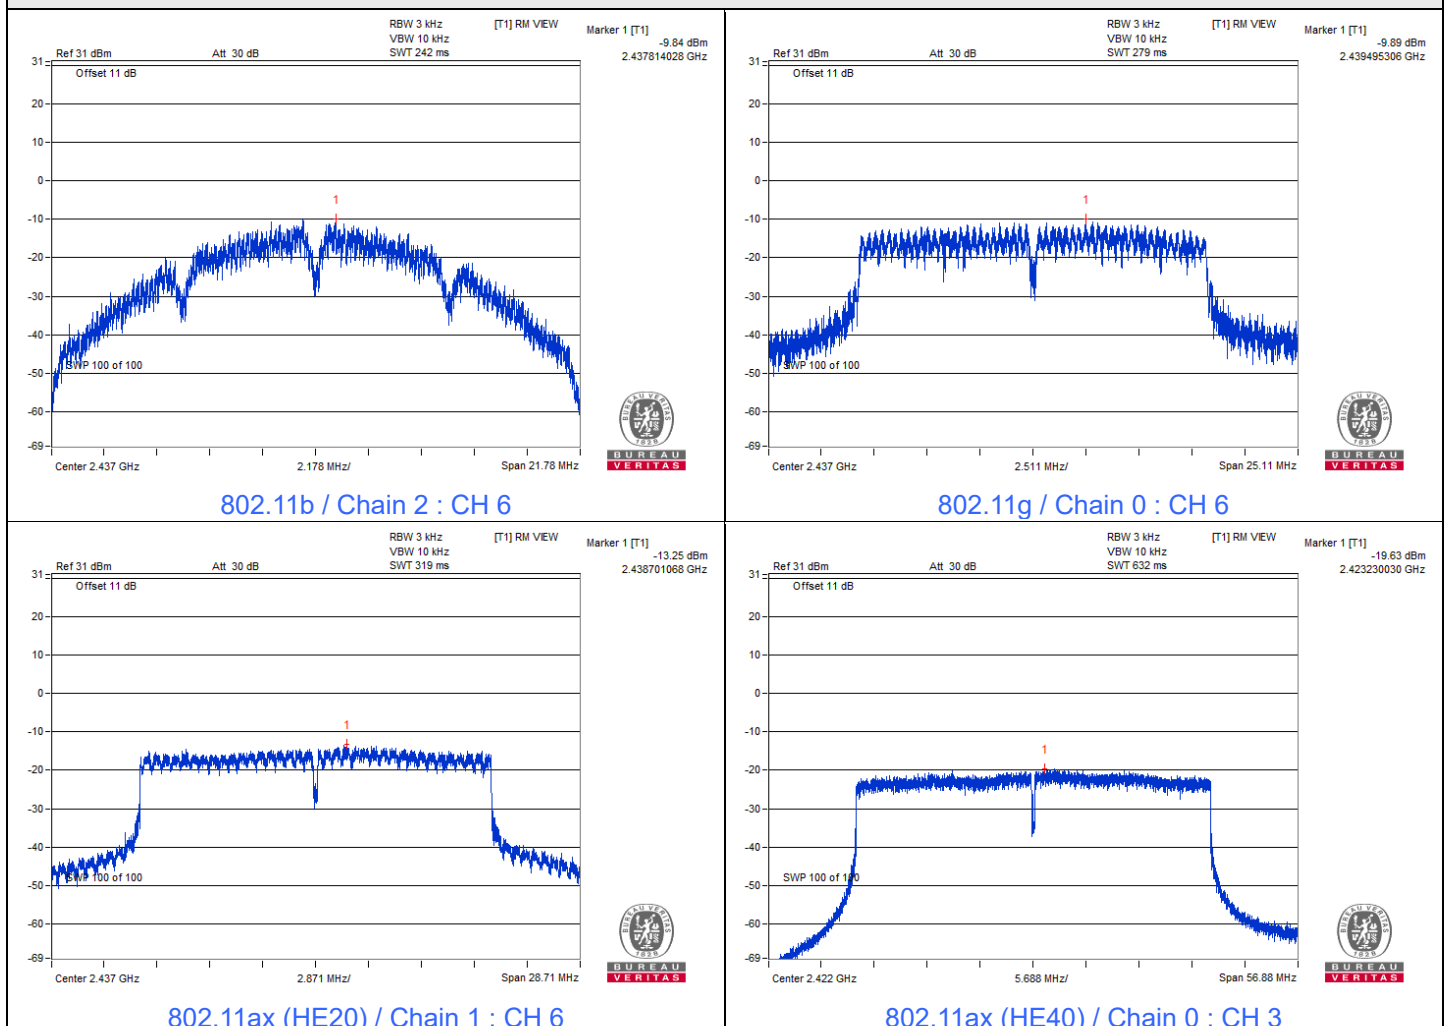 RBW 3 kHz [T1] RM VIEW
VBW 10 kHz
Ref 31 dBm Att 30 dB SWT 242 ms
Marker 1 [T1]
-9.84 dBm
2.437814028 GHz
31
Offset 11 dB
20
10
0
1
-10
-20
-30
-40
SWP 100 of 100
-50
-60
-69
BUREAU VERITAS
1828
BUREAU
VERITAS
Center 2.437 GHz 2.178 MHz/ Span 21.78 MHz
802.11b / Chain 2 : CH 6
RBW 3 kHz [T1] RM VIEW
VBW 10 kHz
Ref 31 dBm Att 30 dB SWT 279 ms
Marker 1 [T1]
-9.89 dBm
2.439495306 GHz
31
Offset 11 dB
20
10
0
1
-10
-20
-30
-40
SWP 100 of 100
-50
-60
-69
BUREAU VERITAS
1828
BUREAU
VERITAS
Center 2.437 GHz 2.511 MHz/ Span 25.11 MHz
802.11g / Chain 0 : CH 6
RBW 3 kHz [T1] RM VIEW
VBW 10 kHz
Ref 31 dBm Att 30 dB SWT 319 ms
Marker 1 [T1]
-13.25 dBm
2.438701068 GHz
31
Offset 11 dB
20
10
0
1
-10
-20
-30
-40
SWP 100 of 100
-50
-60
-69
BUREAU VERITAS
1828
BUREAU
VERITAS
Center 2.437 GHz 2.871 MHz/ Span 28.71 MHz
802.11ax (HE20) / Chain 1 : CH 6
RBW 3 kHz [T1] RM VIEW
VBW 10 kHz
Ref 31 dBm Att 30 dB SWT 632 ms
Marker 1 [T1]
-19.63 dBm
2.423230030 GHz
31
Offset 11 dB
20
10
0
-10
1
-20
-30
-40
SWP 100 of 100
-50
-60
-69
BUREAU VERITAS
1828
BUREAU
VERITAS
Center 2.422 GHz 5.688 MHz/ Span 56.88 MHz
802.11ax (HE40) / Chain 0 : CH 3